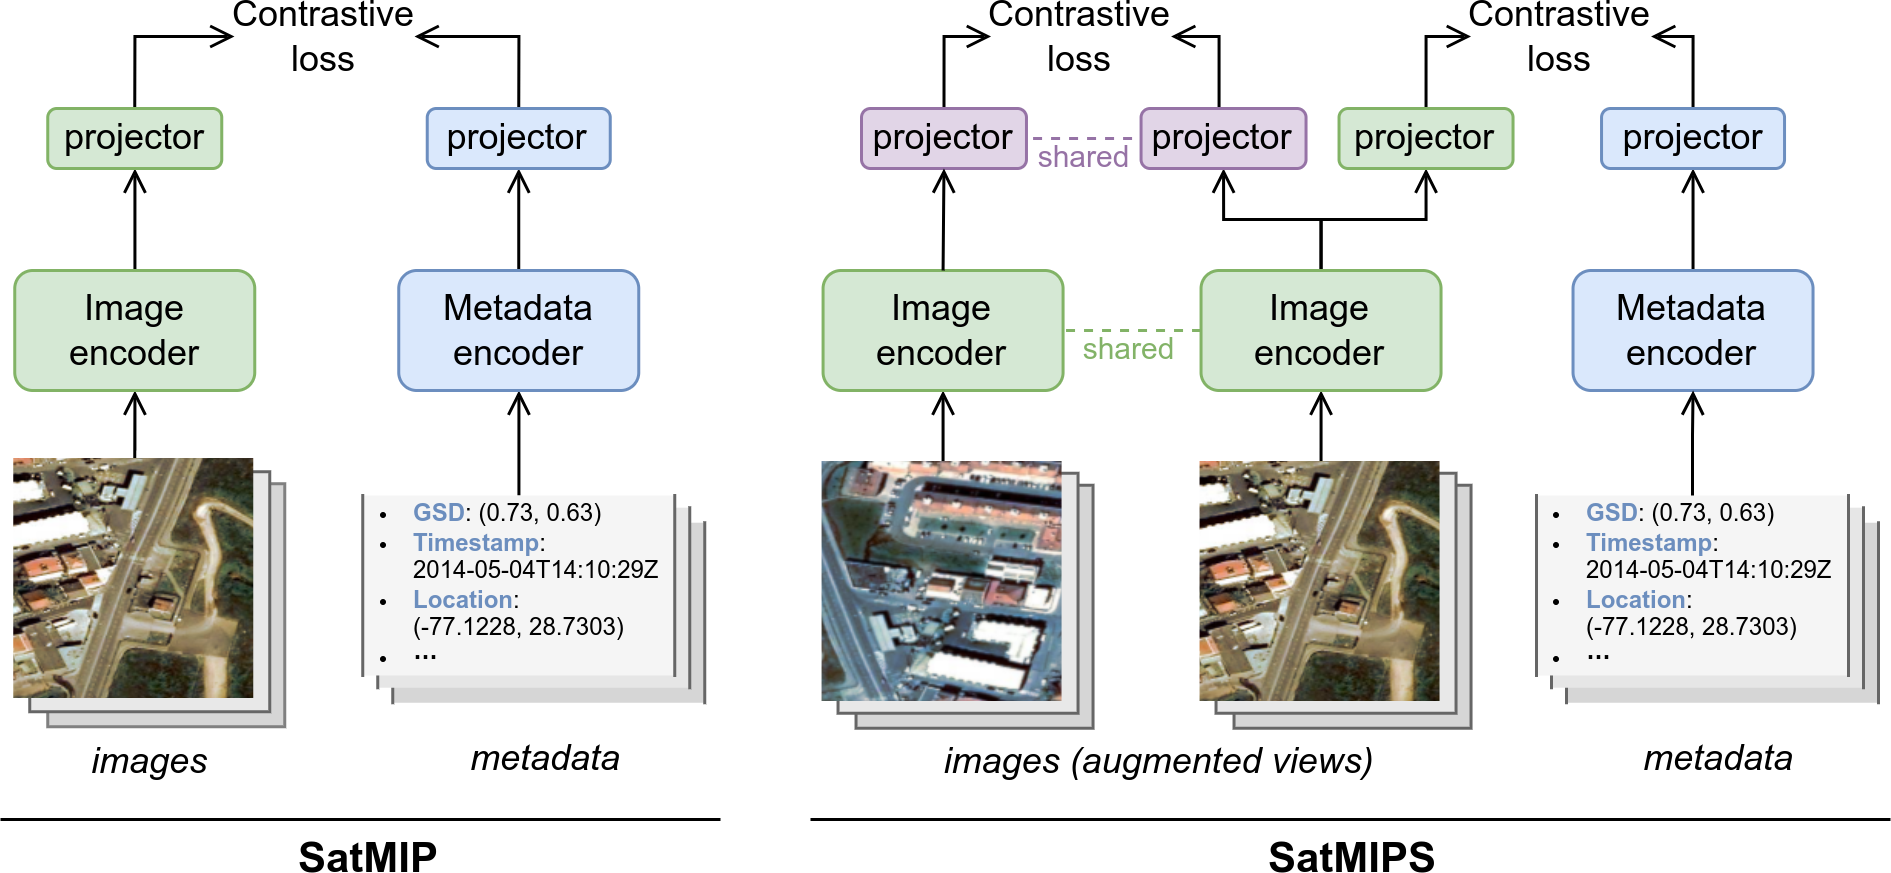 Contrastive
loss
projector
projector
Image
encoder
Metadata
encoder
• GSD: (0.73, 0.63)
• Timestamp:
2014-05-04T14:10:29Z
• Location:
(-77.1228, 28.7303)
• ...
images
metadata
SatMIP
Contrastive
loss
Contrastive
loss
projector
shared
projector
projector
projector
Image
encoder
shared
Image
encoder
Metadata
encoder
• GSD: (0.73, 0.63)
• Timestamp:
2014-05-04T14:10:29Z
• Location:
(-77.1228, 28.7303)
• ...
images (augmented views)
metadata
SatMIPS